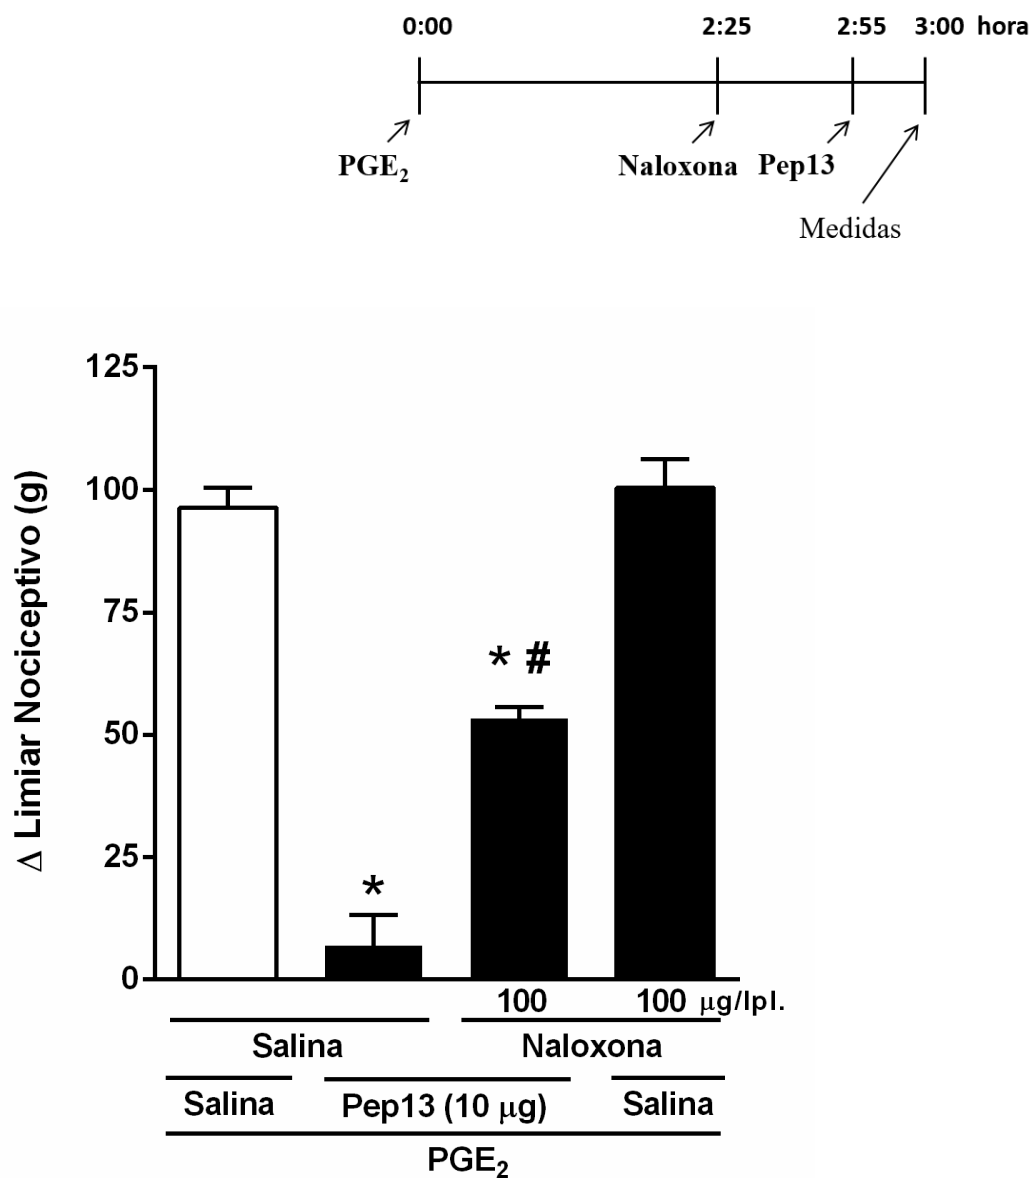 0:00 2:25 2:55 3:00 hora
PGE₂ Naloxona Pep13
Medidas
125
100
75
50
25
0
Δ Limiar Nociceptivo (g)
* #
*
100 100 μg/Ipl.
Salina Naloxona
Salina Pep13 (10 μg) Salina
PGE₂